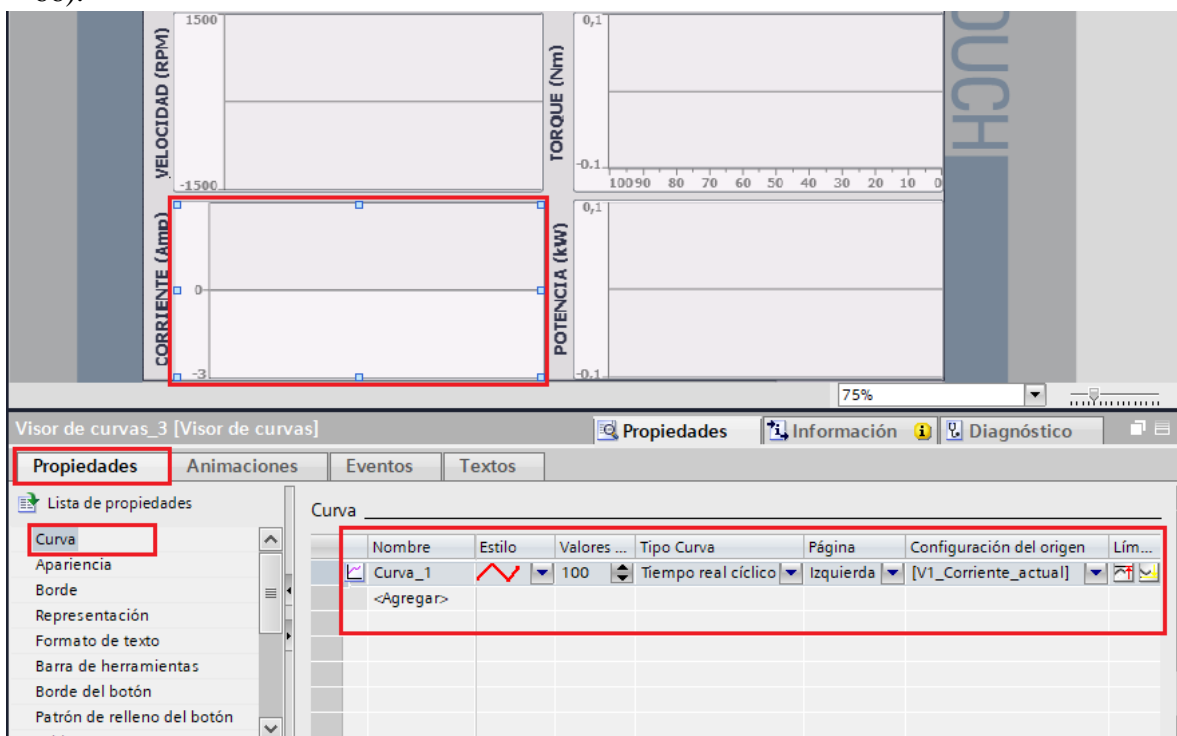 1500
VELOCIDAD (RPM)
-1500
0,1
TORQUE (Nm)
-0.1
10090 80 70 60 50 40 30 20 10 0
OUCH
CORRIENTE (Amp)
0
-3
0,1
POTENCIA (kW)
-0.1
75%
Visor de curvas_3 [Visor de curvas]
Propiedades
Información
Diagnóstico
Propiedades
Animaciones
Eventos
Textos
Lista de propiedades
Curva
Apariencia
Borde
Representación
Formato de texto
Barra de herramientas
Borde del botón
Patrón de relleno del botón
Curva
Nombre Estilo Valores ... Tipo Curva Página Configuración del origen Lím...
Curva_1 100 Tiempo real cíclico Izquierda [V1_Corriente_actual]
<Agregar>